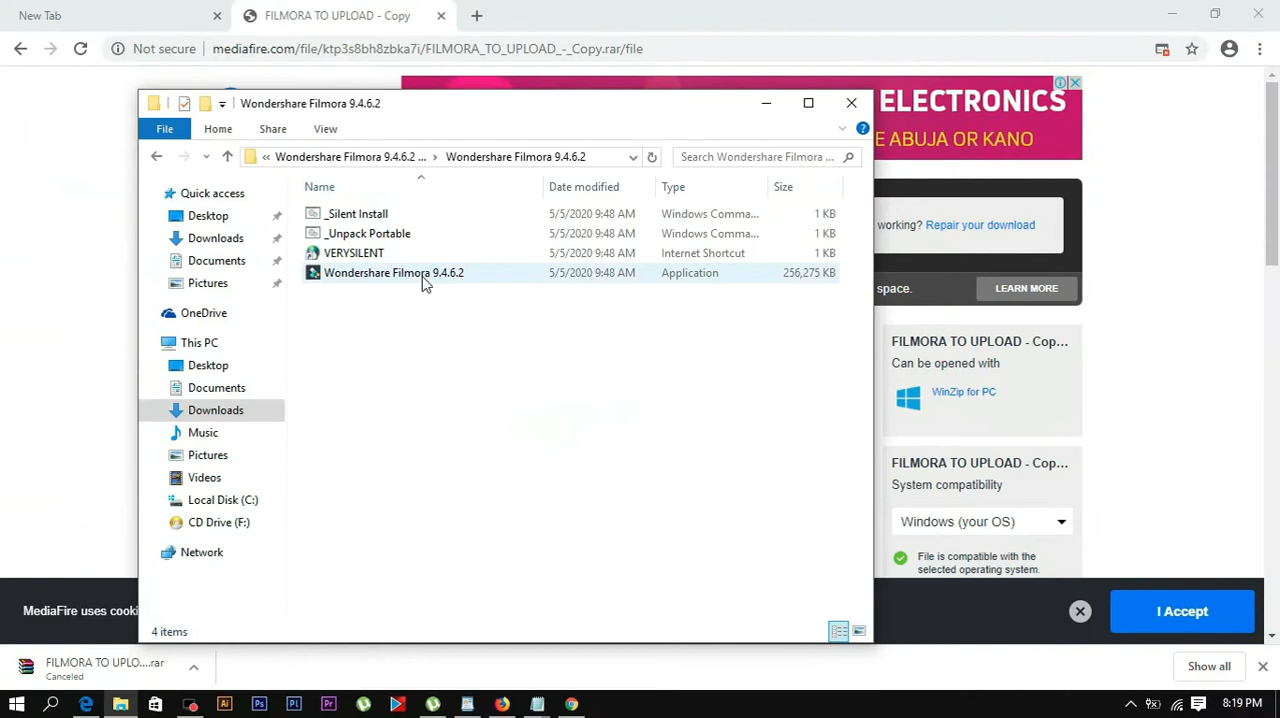 New Tab
FILMORA TO UPLOAD - Copy
Not secure
mediafire.com/file/ktp3s8bh8zbka7i/FILMORA_TO_UPLOAD_-_Copy.rar/file
ELECTRONICS
E ABUJA OR KANO
Wondershare Filmora 9.4.6.2
File
Home
Share
View
« Wondershare Filmora 9.4.6.2 ... › Wondershare Filmora 9.4.6.2
Search Wondershare Filmora ...
Name
Date modified
Type
Size
_Silent Install
5/5/2020 9:48 AM
Windows Comma...
1 KB
_Unpack Portable
5/5/2020 9:48 AM
Windows Comma...
1 KB
VERYSILENT
5/5/2020 9:48 AM
Internet Shortcut
1 KB
Wondershare Filmora 9.4.6.2
5/5/2020 9:48 AM
Application
256,275 KB
Quick access
Desktop
Downloads
Documents
Pictures
OneDrive
This PC
Desktop
Documents
Downloads
Music
Pictures
Videos
Local Disk (C:)
CD Drive (F:)
Network
4 items
working? Repair your download
space.
LEARN MORE
FILMORA TO UPLOAD - Cop...
Can be opened with
WinZip for PC
FILMORA TO UPLOAD - Cop...
System compatibility
Windows (your OS)
File is compatible with the
selected operating system.
MediaFire uses cooki
I Accept
FILMORA TO UPLO....rar
Canceled
Show all
Ai
Ps
Pl
Pr
8:19 PM